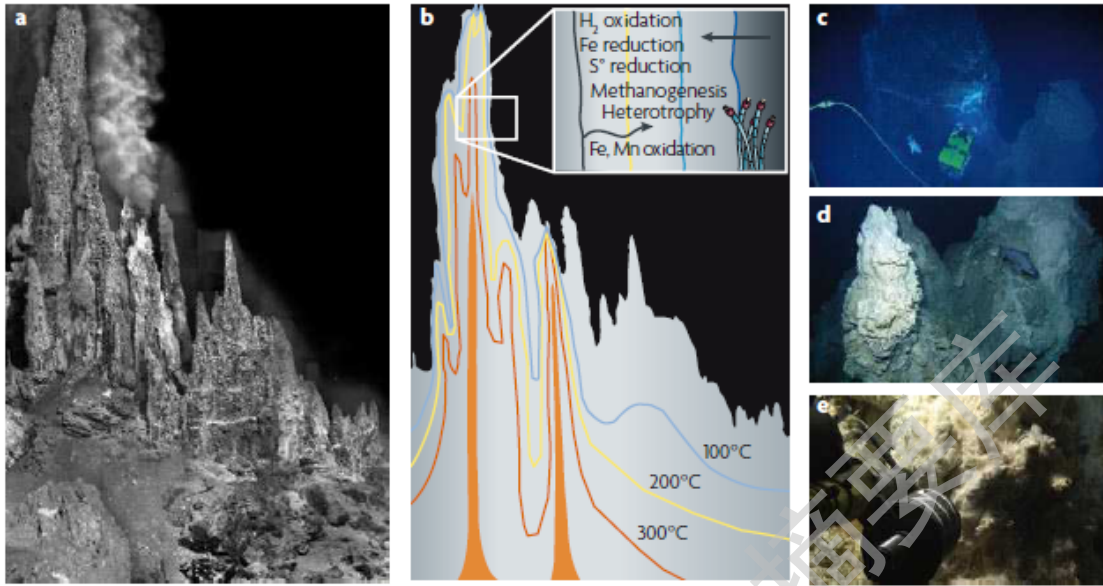 a
b
H₂ oxidation
Fe reduction
S° reduction
Methanogenesis
Heterotrophy
Fe, Mn oxidation
100°C
200°C
300°C
c
d
e